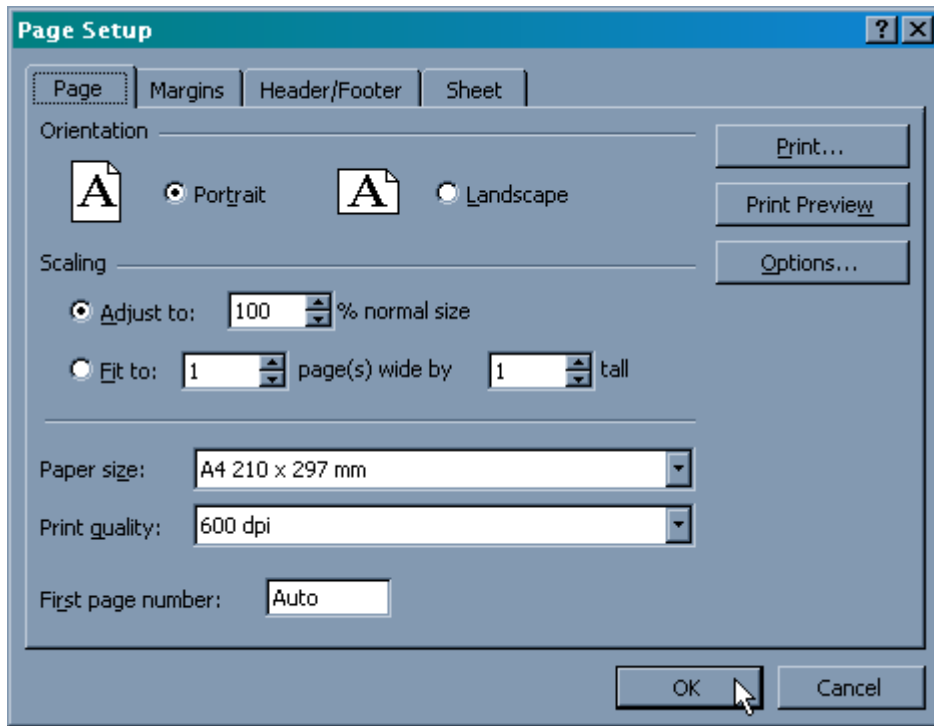 Page Setup ? X
Page Margins Header/Footer Sheet
Orientation
Print...
A Portrait A Landscape
Print Preview
Scaling
Options...
Adjust to: 100 % normal size
Fit to: 1 page(s) wide by 1 tall
Paper size: A4 210 x 297 mm
Print quality: 600 dpi
First page number: Auto
OK Cancel